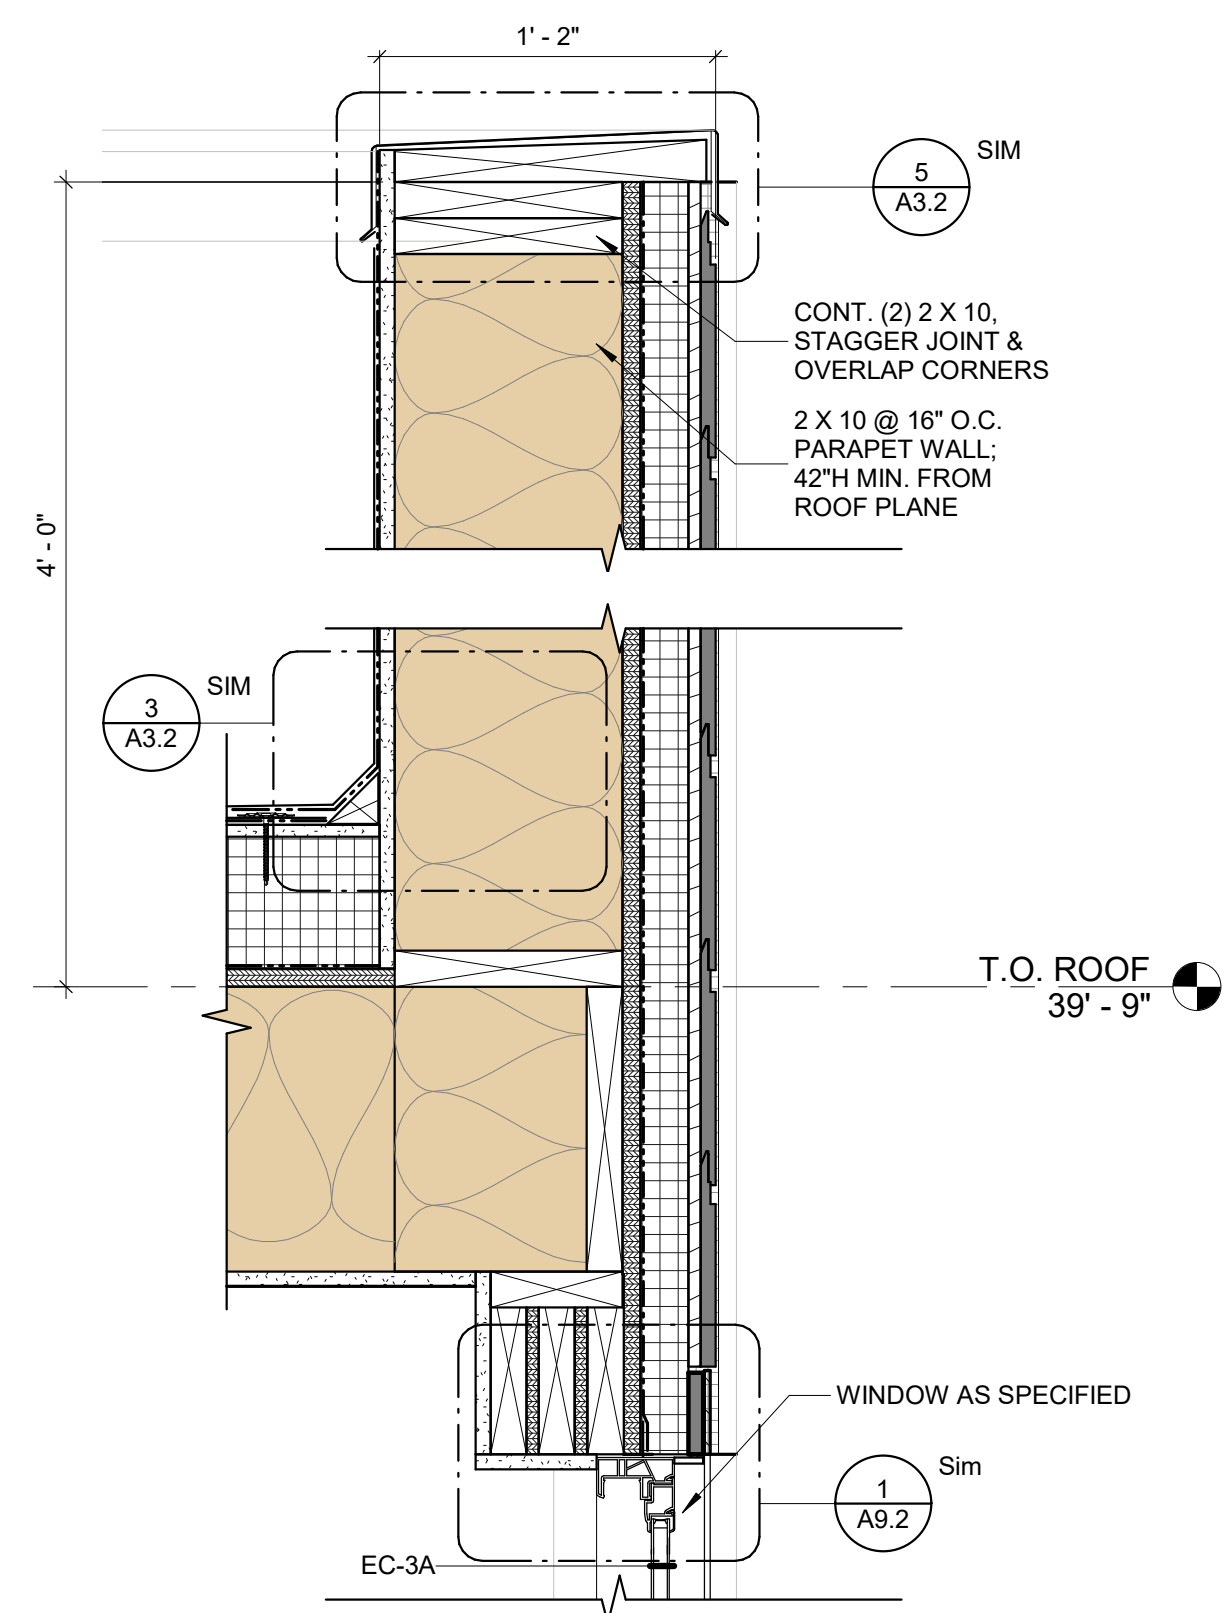 1' - 2"
5
A3.2
SIM
CONT. (2) 2 X 10,
STAGGER JOINT &
OVERLAP CORNERS
2 X 10 @ 16" O.C.
PARAPET WALL;
42"H MIN. FROM
ROOF PLANE
4' - 0"
3
A3.2
SIM
T.O. ROOF
39' - 9"
WINDOW AS SPECIFIED
1
A9.2
Sim
EC-3A